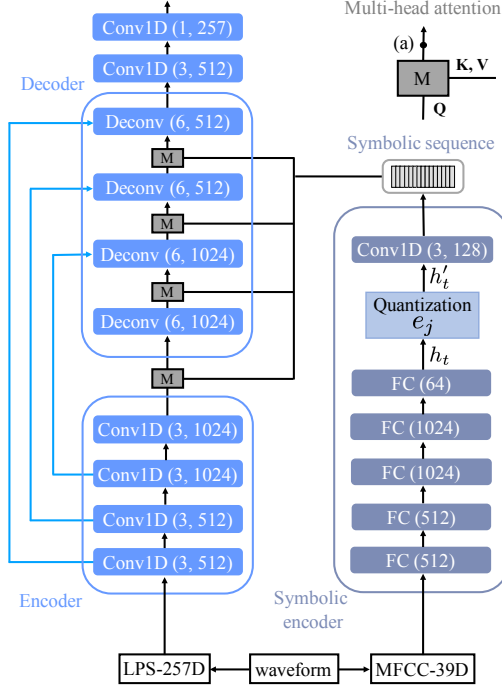 Conv1D (1, 257)
Conv1D (3, 512)
Decoder
Deconv (6, 512)
M
Deconv (6, 512)
M
Deconv (6, 1024)
M
Deconv (6, 1024)
M
Conv1D (3, 1024)
Conv1D (3, 1024)
Conv1D (3, 512)
Conv1D (3, 512)
Encoder
LPS-257D
waveform
MFCC-39D
Multi-head attention
(a)
M
K, V
Q
Symbolic sequence
Conv1D (3, 128)
h′t
Quantization
ej
ht
FC (64)
FC (1024)
FC (1024)
FC (512)
FC (512)
Symbolic
encoder